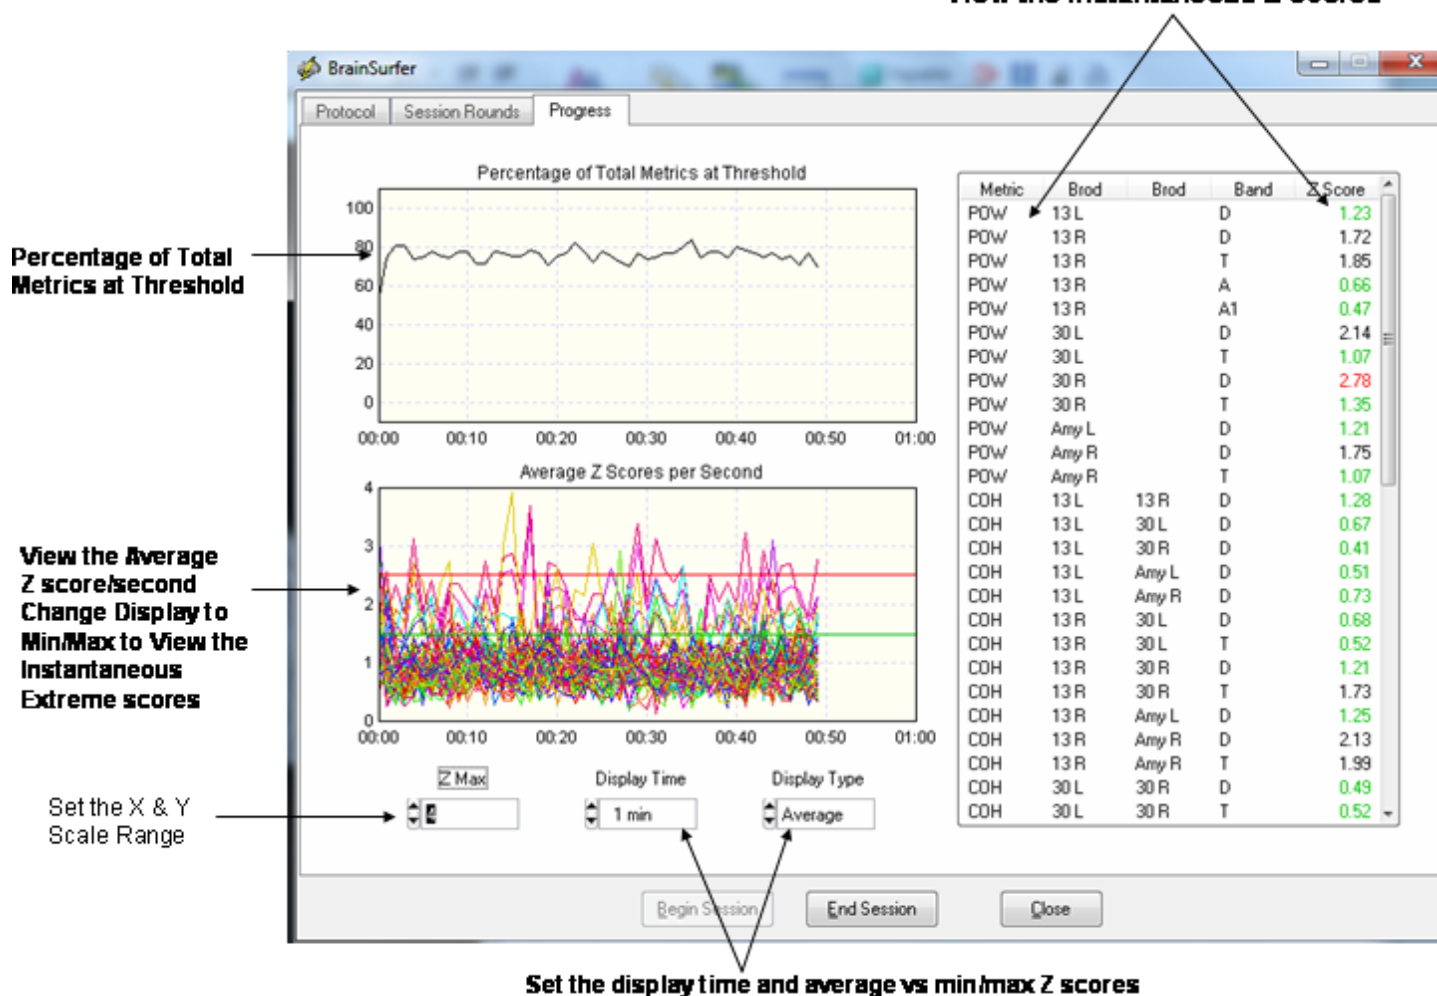 View the Instantaneous Z Scores
BrainSurfer
Protocol Session Rounds Progress
Percentage of Total Metrics at Threshold
100
80
60
40
20
0
00:00 00:10 00:20 00:30 00:40 00:50 01:00
Percentage of Total
Metrics at Threshold
Average Z Scores per Second
4
3
2
1
0
00:00 00:10 00:20 00:30 00:40 00:50 01:00
View the Average
Z score/second
Change Display to
Min/Max to View the
Instantaneous
Extreme scores
Z Max Display Time Display Type
4 1 min Average
Set the X & Y
Scale Range
Metric Brod Brod Band Z Score
POW 13 L D 1.23
POW 13 R D 1.72
POW 13 R T 1.85
POW 13 R A 0.66
POW 13 R A1 0.47
POW 30 L D 2.14
POW 30 L T 1.07
POW 30 R D 2.78
POW 30 R T 1.35
POW Amy L D 1.21
POW Amy R D 1.75
POW Amy R T 1.07
COH 13 L 13 R D 1.28
COH 13 L 30 L D 0.67
COH 13 L 30 R D 0.41
COH 13 L Amy L D 0.51
COH 13 L Amy R D 0.73
COH 13 R 30 L D 0.68
COH 13 R 30 L T 0.52
COH 13 R 30 R D 1.21
COH 13 R 30 R T 1.73
COH 13 R Amy L D 1.25
COH 13 R Amy R D 2.13
COH 13 R Amy R T 1.99
COH 30 L 30 R D 0.49
COH 30 L 30 R T 0.52
Begin Session End Session Close
Set the display time and average vs min/max Z scores